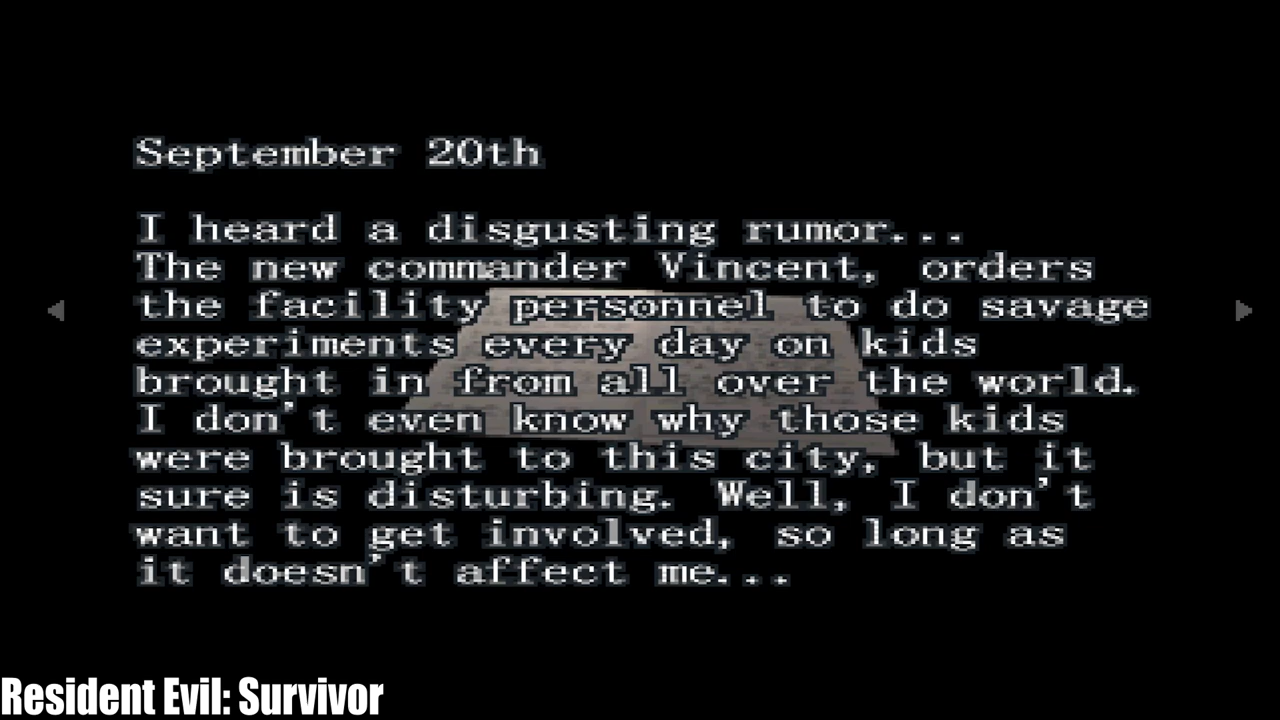 September 20th
I heard a disgusting rumor...
The new commander Vincent, orders
the facility personnel to do savage
experiments every day on kids
brought in from all over the world.
I don't even know why those kids
were brought to this city, but it
sure is disturbing. Well, I don't
want to get involved, so long as
it doesn't affect me...
Resident Evil: Survivor